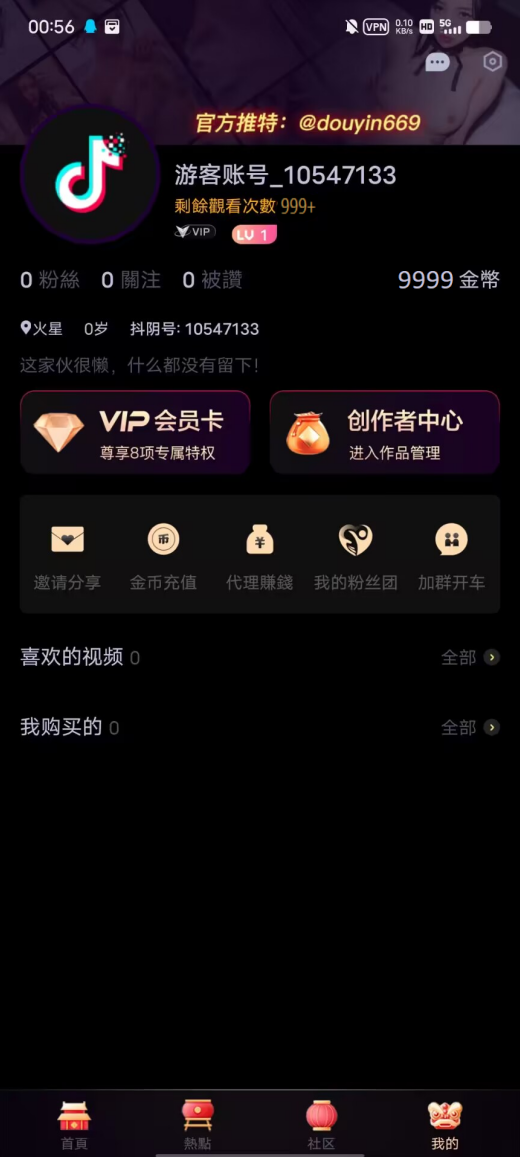 00:56 VPN 0.10 KB/s HD 5G
官方推特：@douyin669
游客账号_10547133
剩餘觀看次數 999+
VIP LV 1
0 粉絲 0 關注 0 被讚 9999 金幣
火星 0岁 抖阴号: 10547133
这家伙很懒，什么都没有留下！
VIP 会员卡
尊享8项专属特权
创作者中心
进入作品管理
币 ¥
邀请分享 金币充值 代理賺錢 我的粉丝团 加群开车
喜欢的视频 0 全部
我购买的 0 全部
首頁 熱點 社区 我的